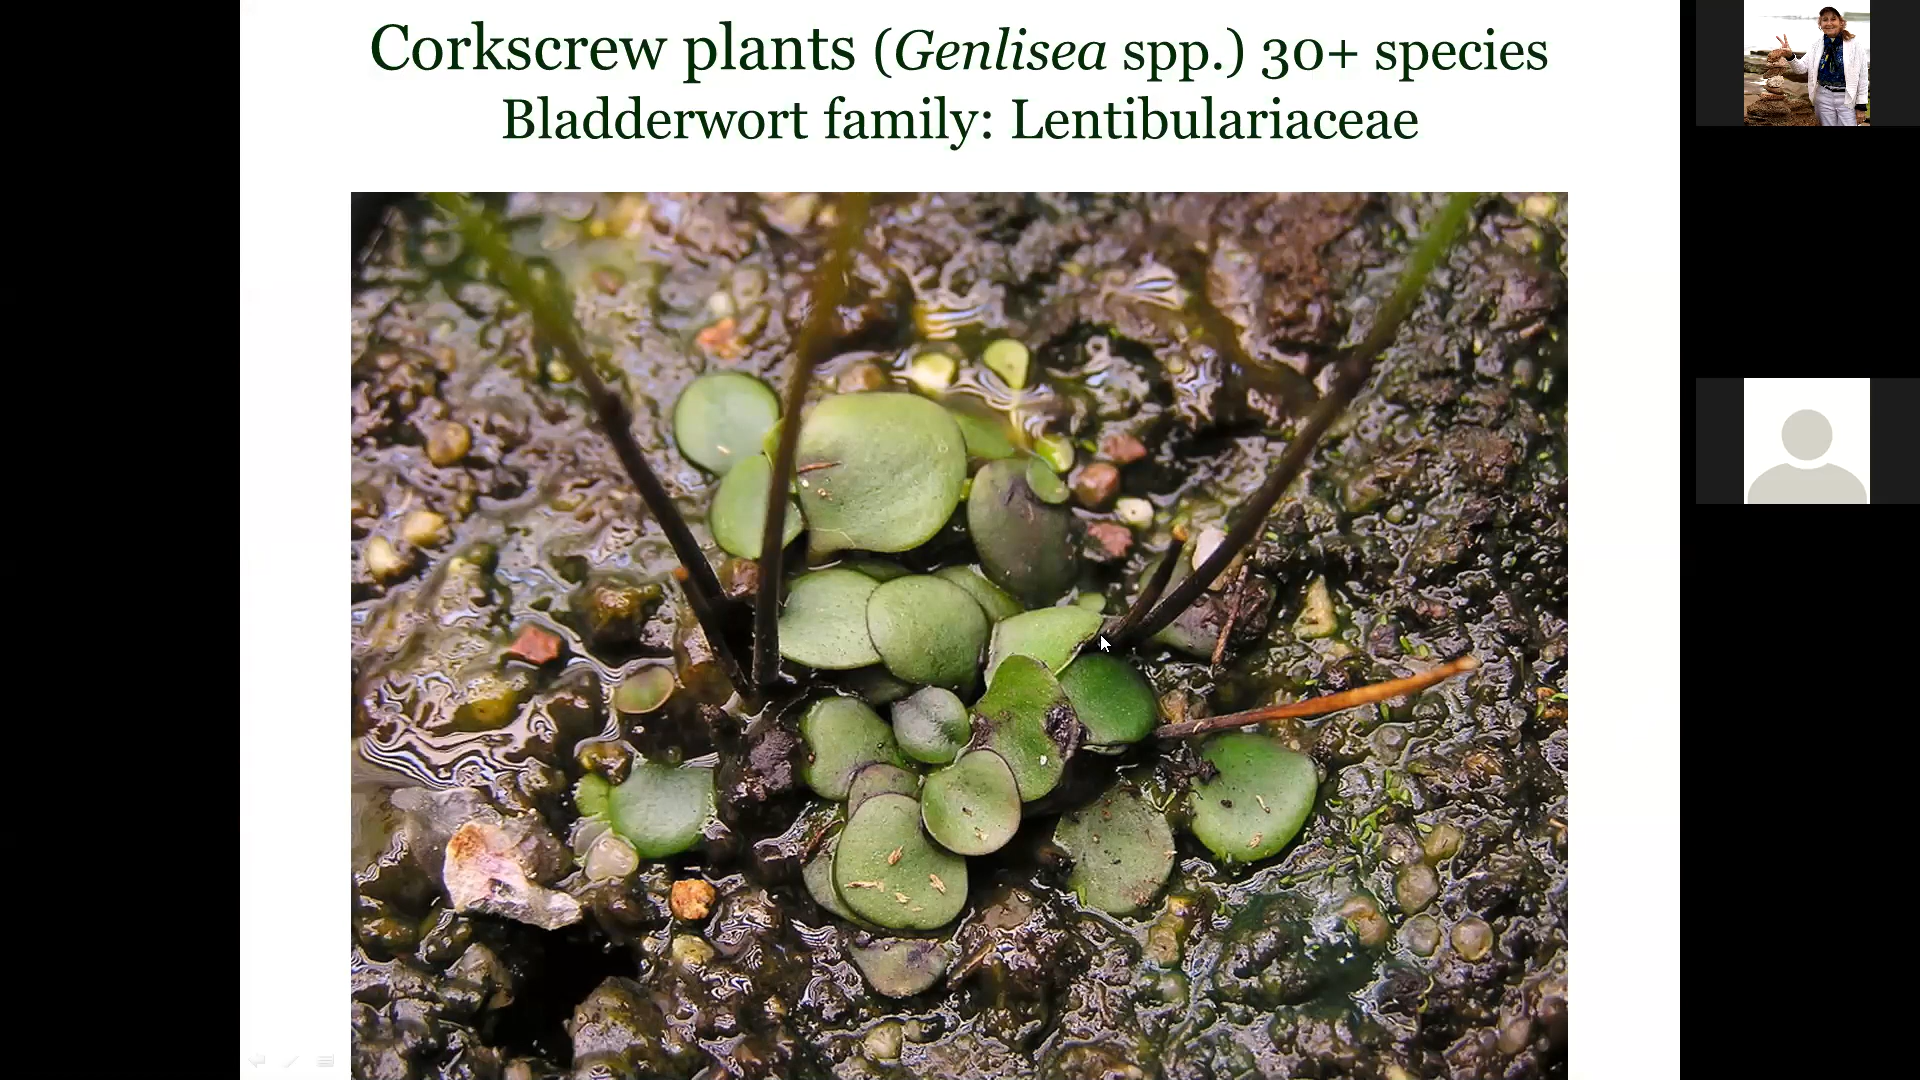 Corkscrew plants (Genlisea spp.) 30+ species
Bladderwort family: Lentibulariaceae